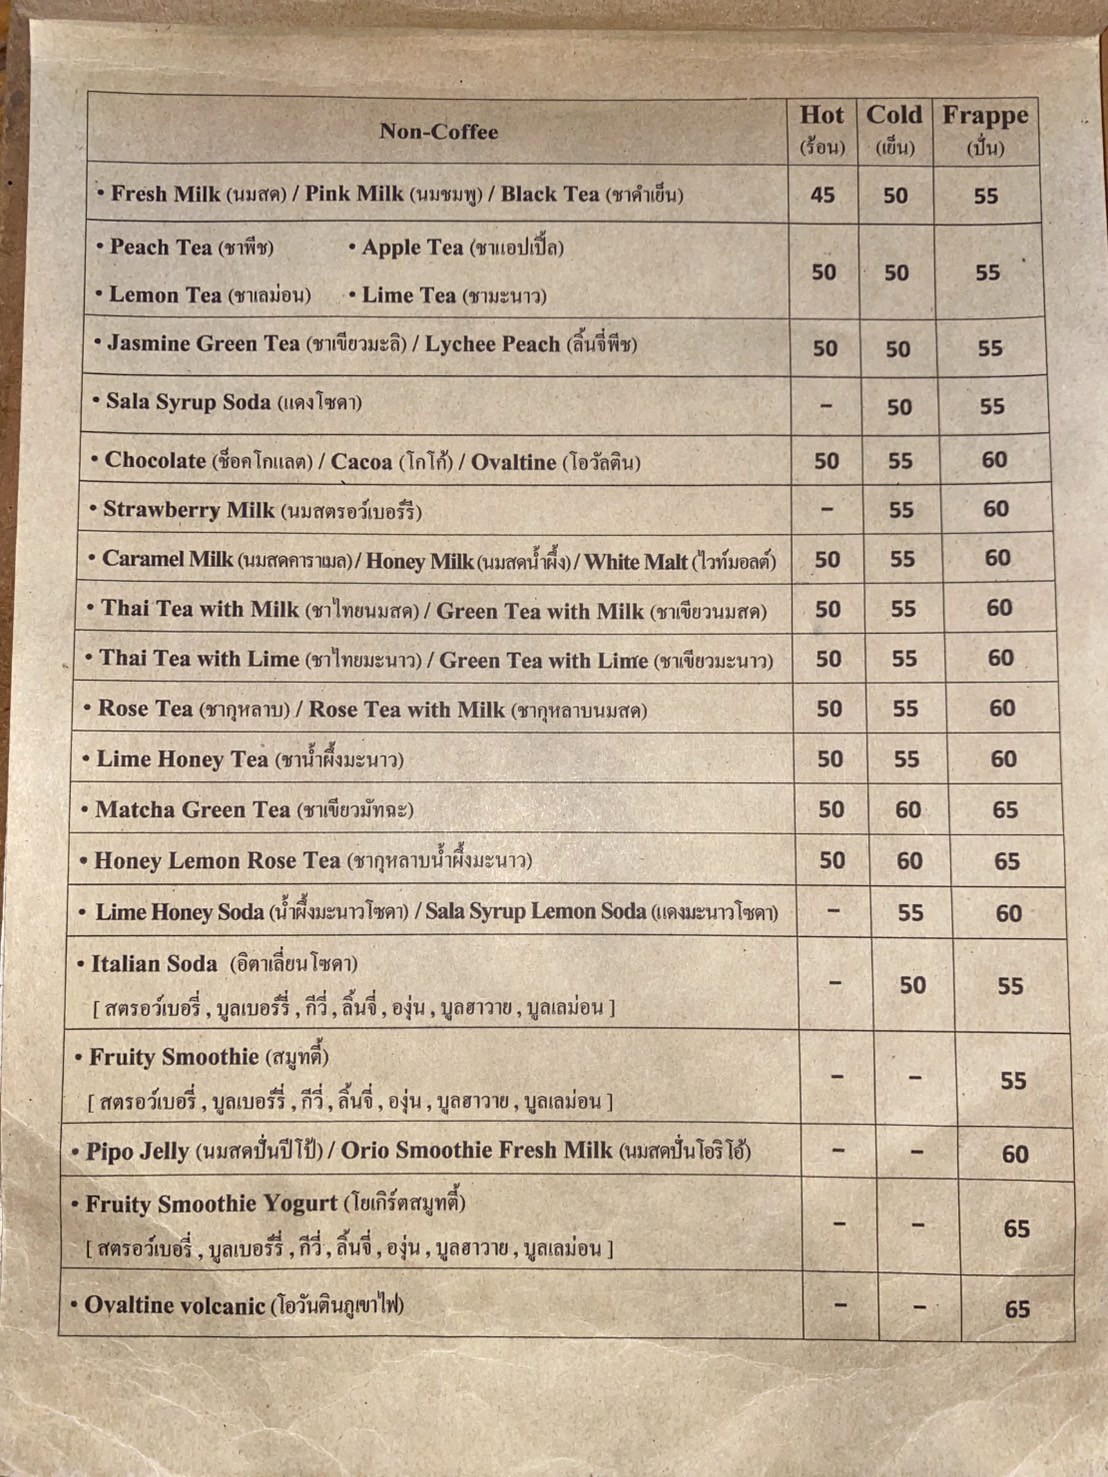 Non-Coffee Hot Cold Frappe
(ร้อน) (เย็น) (ปั่น)
• Fresh Milk (นมสด) / Pink Milk (นมชมพู) / Black Tea (ชาดำเย็น) 45 50 55
• Peach Tea (ชาพีช) • Apple Tea (ชาแอปเปิ้ล)
50 50 55
• Lemon Tea (ชาเลม่อน) • Lime Tea (ชามะนาว)
• Jasmine Green Tea (ชาเขียวมะลิ) / Lychee Peach (ลิ้นจี่พีช) 50 50 55
• Sala Syrup Soda (แดงโซดา) – 50 55
• Chocolate (ช็อคโกแลต) / Cacoa (โกโก้) / Ovaltine (โอวัลติน) 50 55 60
• Strawberry Milk (นมสตรอว์เบอร์รี) – 55 60
• Caramel Milk (นมสดคาราเมล) / Honey Milk (นมสดน้ำผึ้ง) / White Malt (ไวท์มอลต์) 50 55 60
• Thai Tea with Milk (ชาไทยนมสด) / Green Tea with Milk (ชาเขียวนมสด) 50 55 60
• Thai Tea with Lime (ชาไทยมะนาว) / Green Tea with Lime (ชาเขียวมะนาว) 50 55 60
• Rose Tea (ชากุหลาบ) / Rose Tea with Milk (ชากุหลาบนมสด) 50 55 60
• Lime Honey Tea (ชาน้ำผึ้งมะนาว) 50 55 60
• Matcha Green Tea (ชาเขียวมัทฉะ) 50 60 65
• Honey Lemon Rose Tea (ชากุหลาบน้ำผึ้งมะนาว) 50 60 65
• Lime Honey Soda (น้ำผึ้งมะนาวโซดา) / Sala Syrup Lemon Soda (แดงมะนาวโซดา) – 55 60
• Italian Soda (อิตาเลี่ยนโซดา)
– 50 55
[ สตรอว์เบอรี่ , บูลเบอร์รี่ , กีวี่ , ลิ้นจี่ , องุ่น , บูลฮาวาย , บูลเลม่อน ]
• Fruity Smoothie (สมูทตี้)
– – 55
[ สตรอว์เบอรี่ , บูลเบอร์รี่ , กีวี่ , ลิ้นจี่ , องุ่น , บูลฮาวาย , บูลเลม่อน ]
• Pipo Jelly (นมสดปั่นปีโป้) / Orio Smoothie Fresh Milk (นมสดปั่นโอริโอ้) – – 60
• Fruity Smoothie Yogurt (โยเกิร์ตสมูทตี้)
– – 65
[ สตรอว์เบอรี่ , บูลเบอร์รี่ , กีวี่ , ลิ้นจี่ , องุ่น , บูลฮาวาย , บูลเลม่อน ]
• Ovaltine volcanic (โอวันตินภูเขาไฟ) – – 65